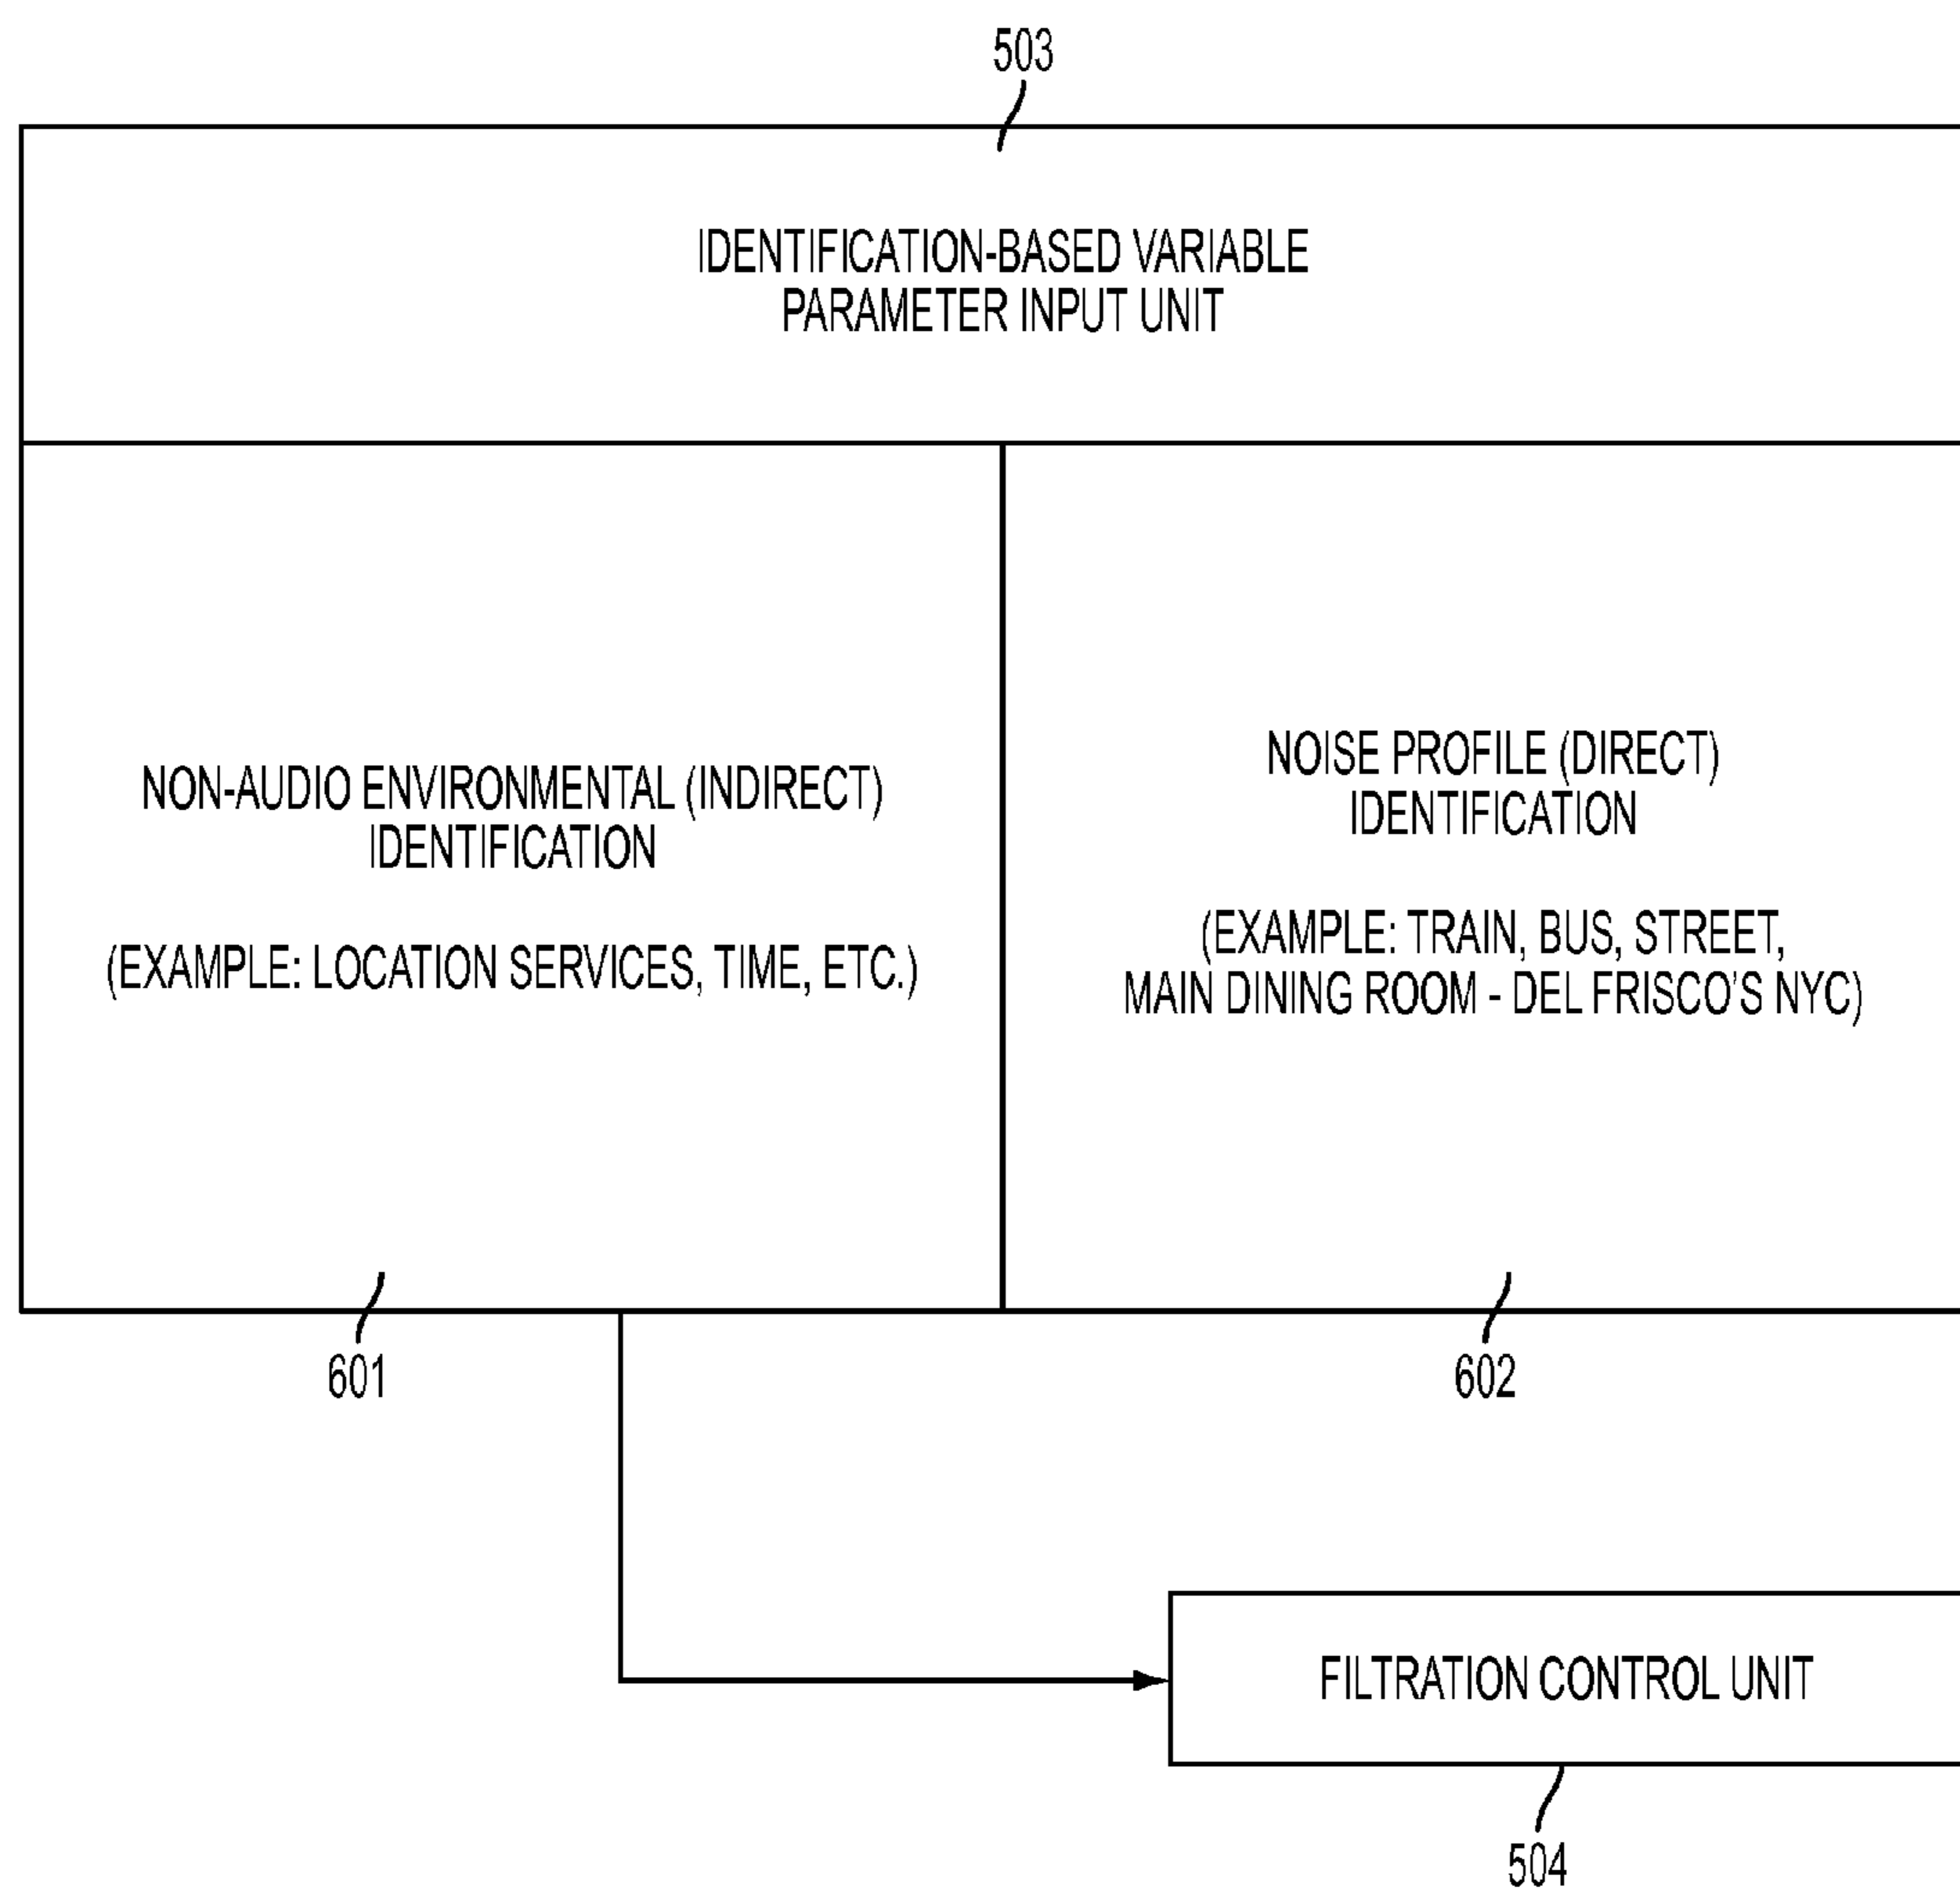 503
IDENTIFICATION-BASED VARIABLE
PARAMETER INPUT UNIT
NON-AUDIO ENVIRONMENTAL (INDIRECT)
IDENTIFICATION
(EXAMPLE: LOCATION SERVICES, TIME, ETC.)
NOISE PROFILE (DIRECT)
IDENTIFICATION
(EXAMPLE: TRAIN, BUS, STREET,
MAIN DINING ROOM - DEL FRISCO'S NYC)
601
602
FILTRATION CONTROL UNIT
504